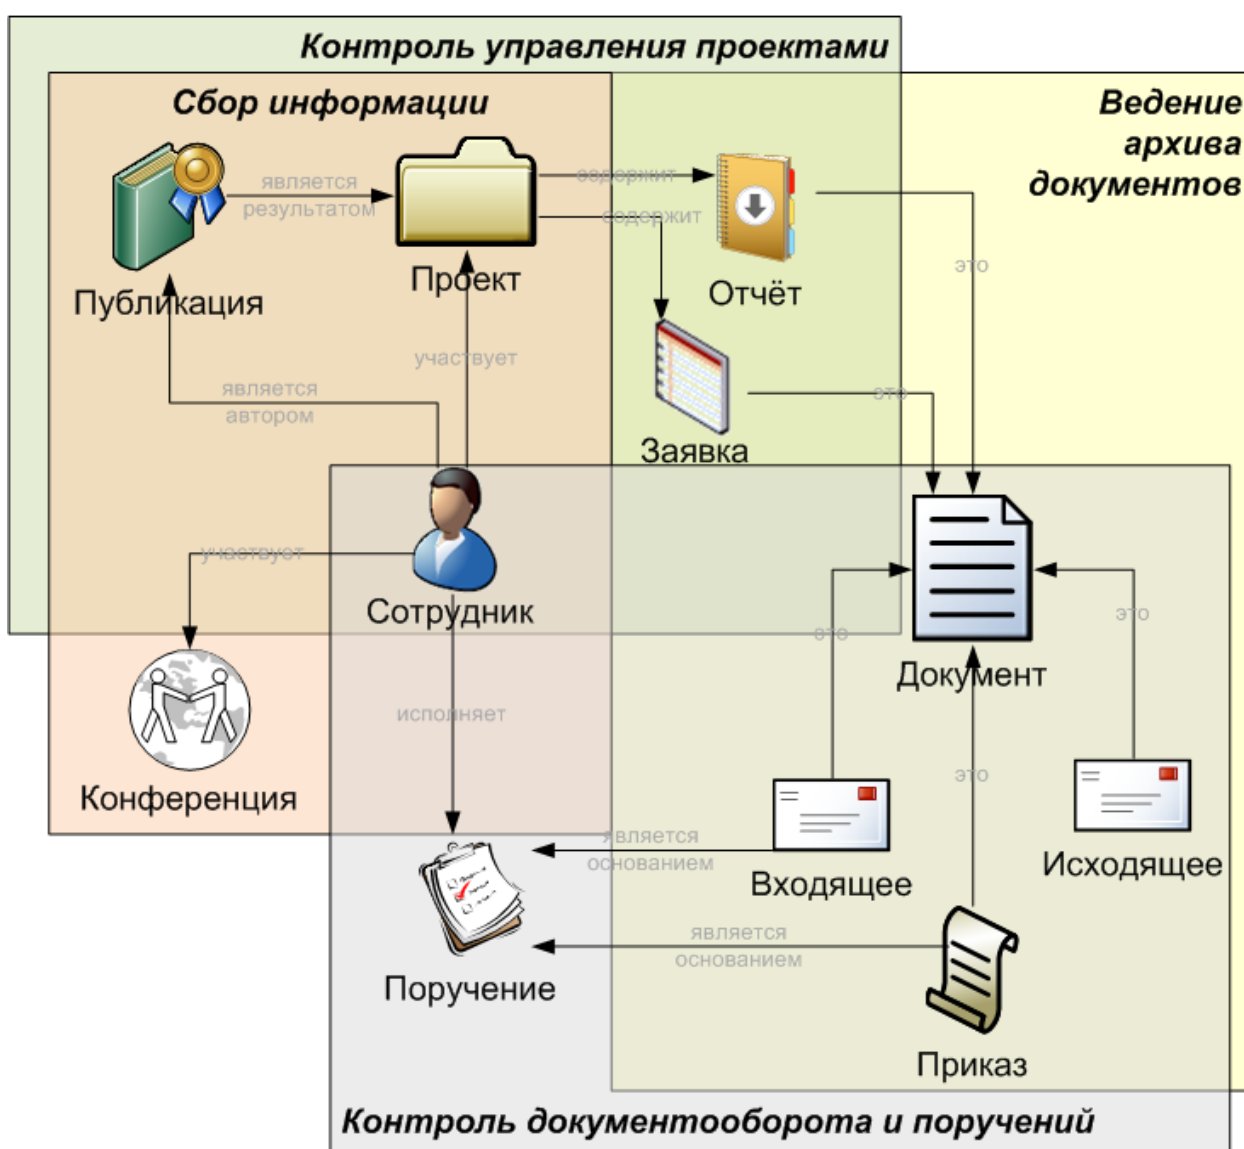 Контроль управления проектами
Сбор информации
Ведение
архива
документов
является
результатом
содержит
содержит
Публикация
Проект
Отчёт
это
участвует
является
автором
это
Заявка
участвует
Сотрудник
это
это
Документ
исполняет
это
Конференция
является
основанием
Входящее
Исходящее
является
основанием
Поручение
Приказ
Контроль документооборота и поручений